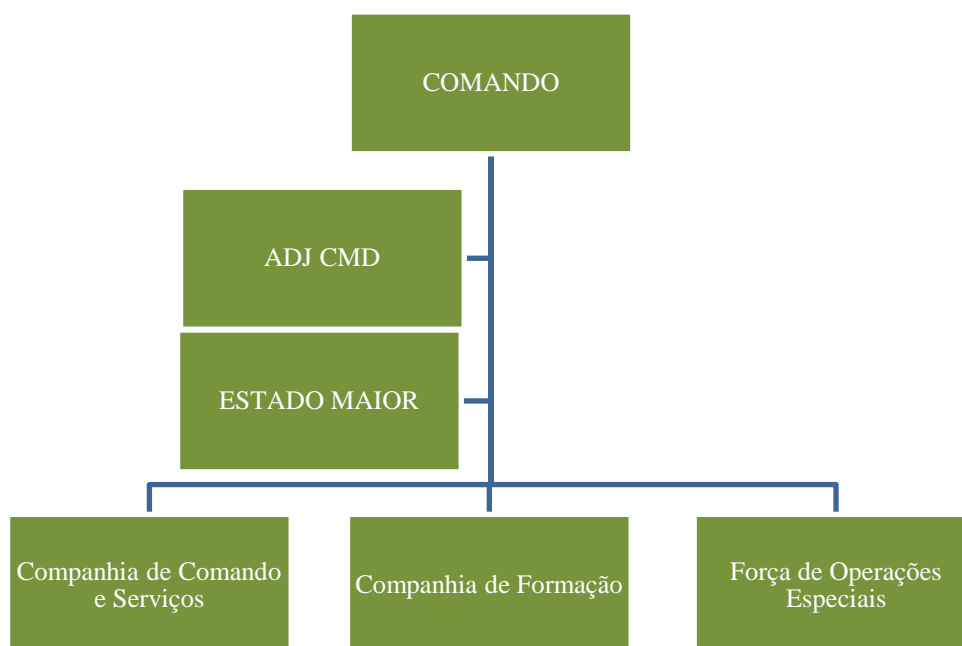 COMANDO
ADJ CMD
ESTADO MAIOR
Companhia de Comando
e Serviços
Companhia de Formação
Força de Operações
Especiais